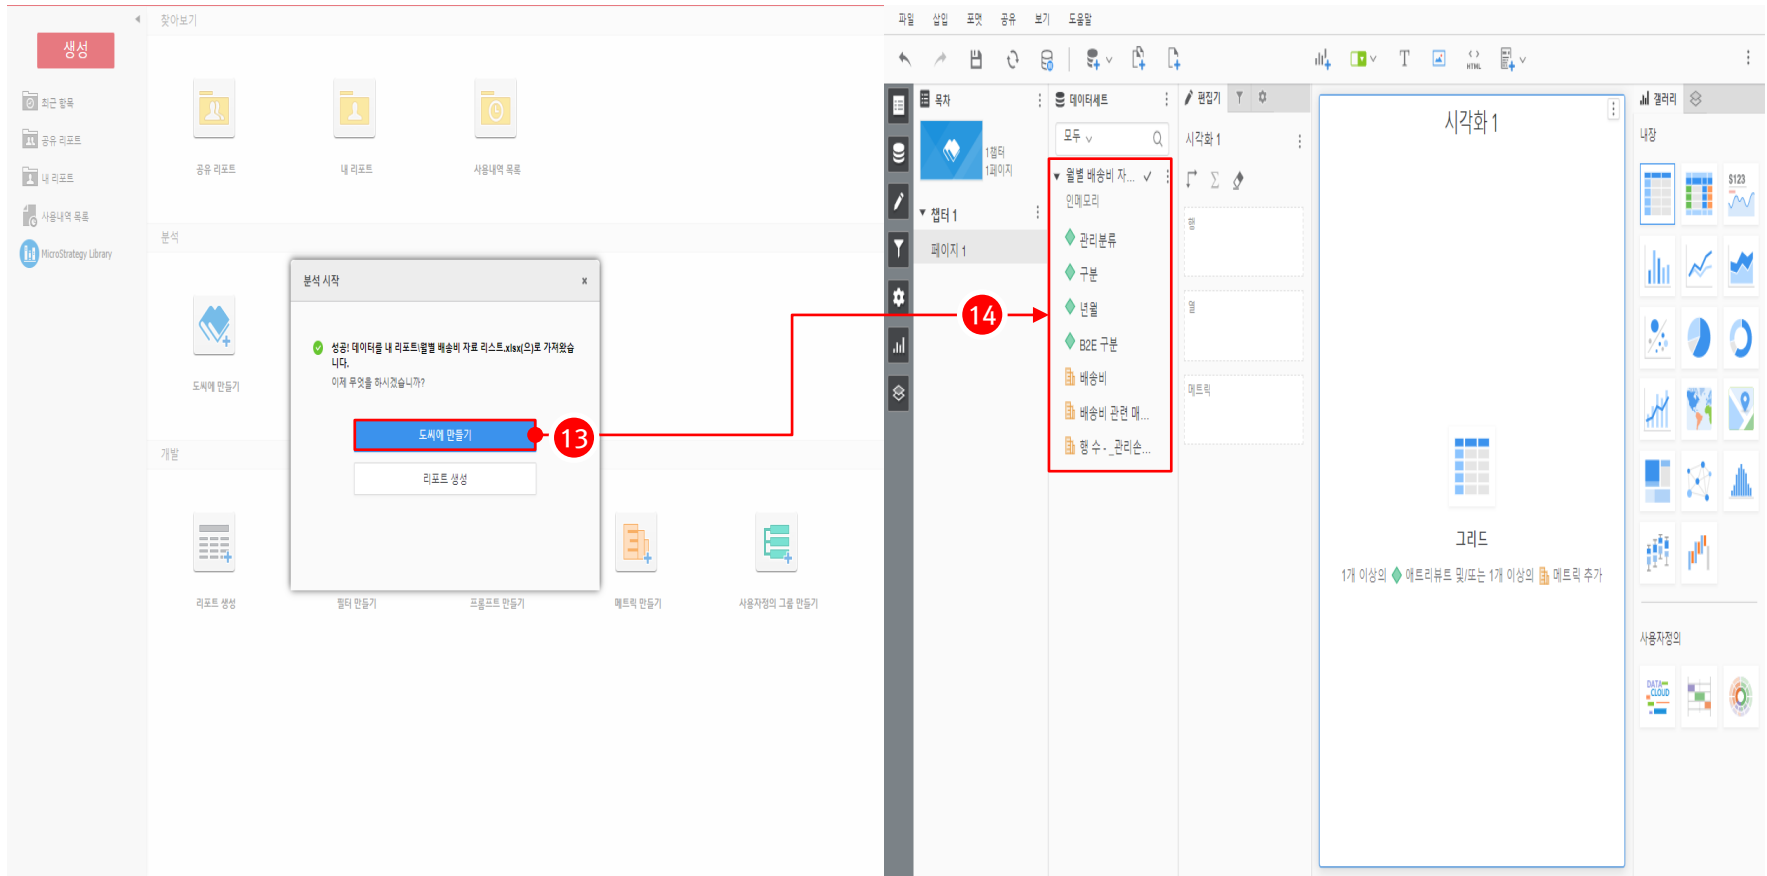 찾아보기
생성
최근 항목
공유 리포트
내 리포트
사용내역 목록
MicroStrategy Library
공유 리포트
내 리포트
사용내역 목록
분석
도씨에 만들기
개발
리포트 생성
필터 만들기
프롬프트 만들기
메트릭 만들기
사용자정의 그룹 만들기
분석 시작
x
성공! 데이터를 내 리포트\월별 배송비 자료 리스트.xlsx(으)로 가져왔습
니다.
이제 무엇을 하시겠습니까?
도씨에 만들기
13
리포트 생성
14
파일 삽입 포맷 공유 보기 도움말
T
HTML
목차
1챕터
1페이지
챕터 1
페이지 1
데이터세트
모두
월별 배송비 자...
인메모리
관리분류
구분
년월
B2E 구분
배송비
배송비 관련 매...
행 수 - _관리손...
편집기
시각화 1
행
열
메트릭
시각화 1
그리드
1개 이상의 애트리뷰트 및/또는 1개 이상의 메트릭 추가
갤러리
내장
$123
사용자정의
DATA
CLOUD